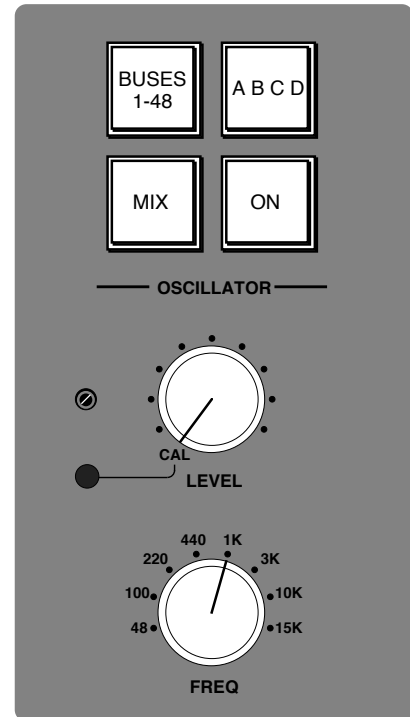 BUSES
1-48
A B C D
MIX
ON
OSCILLATOR
CAL
LEVEL
440 1K
220 3K
100 10K
48 15K
FREQ